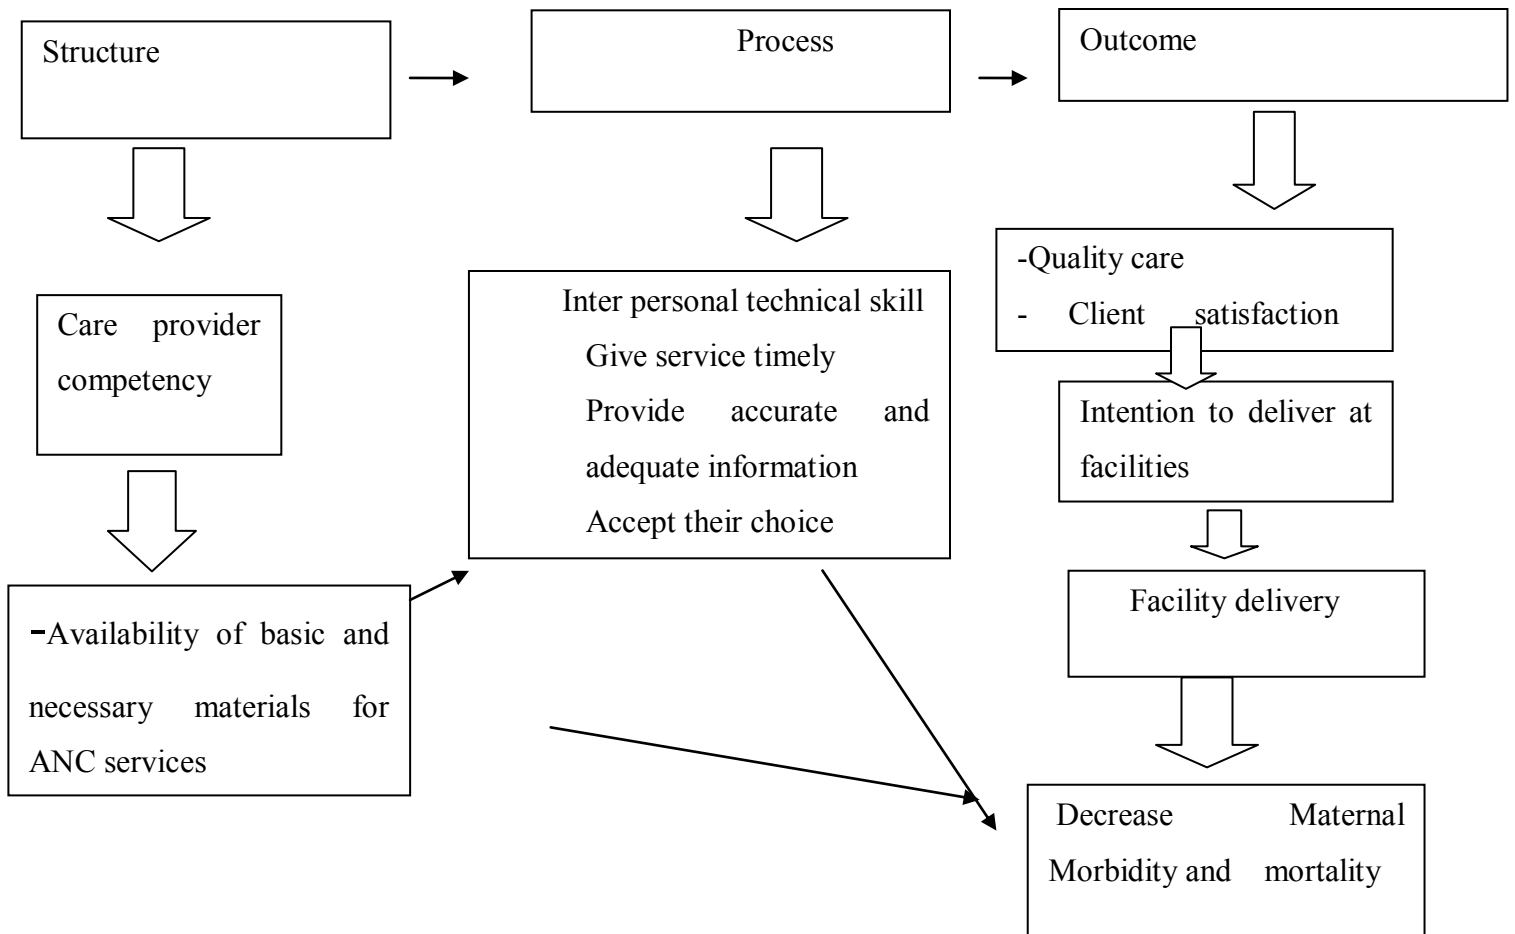 Structure
Process
Outcome
Care provider
competency
-Availability of basic and
necessary materials for
ANC services
Inter personal technical skill
Give service timely
Provide accurate and
adequate information
Accept their choice
-Quality care
- Client satisfaction
Intention to deliver at
facilities
Facility delivery
Decrease Maternal
Morbidity and mortality